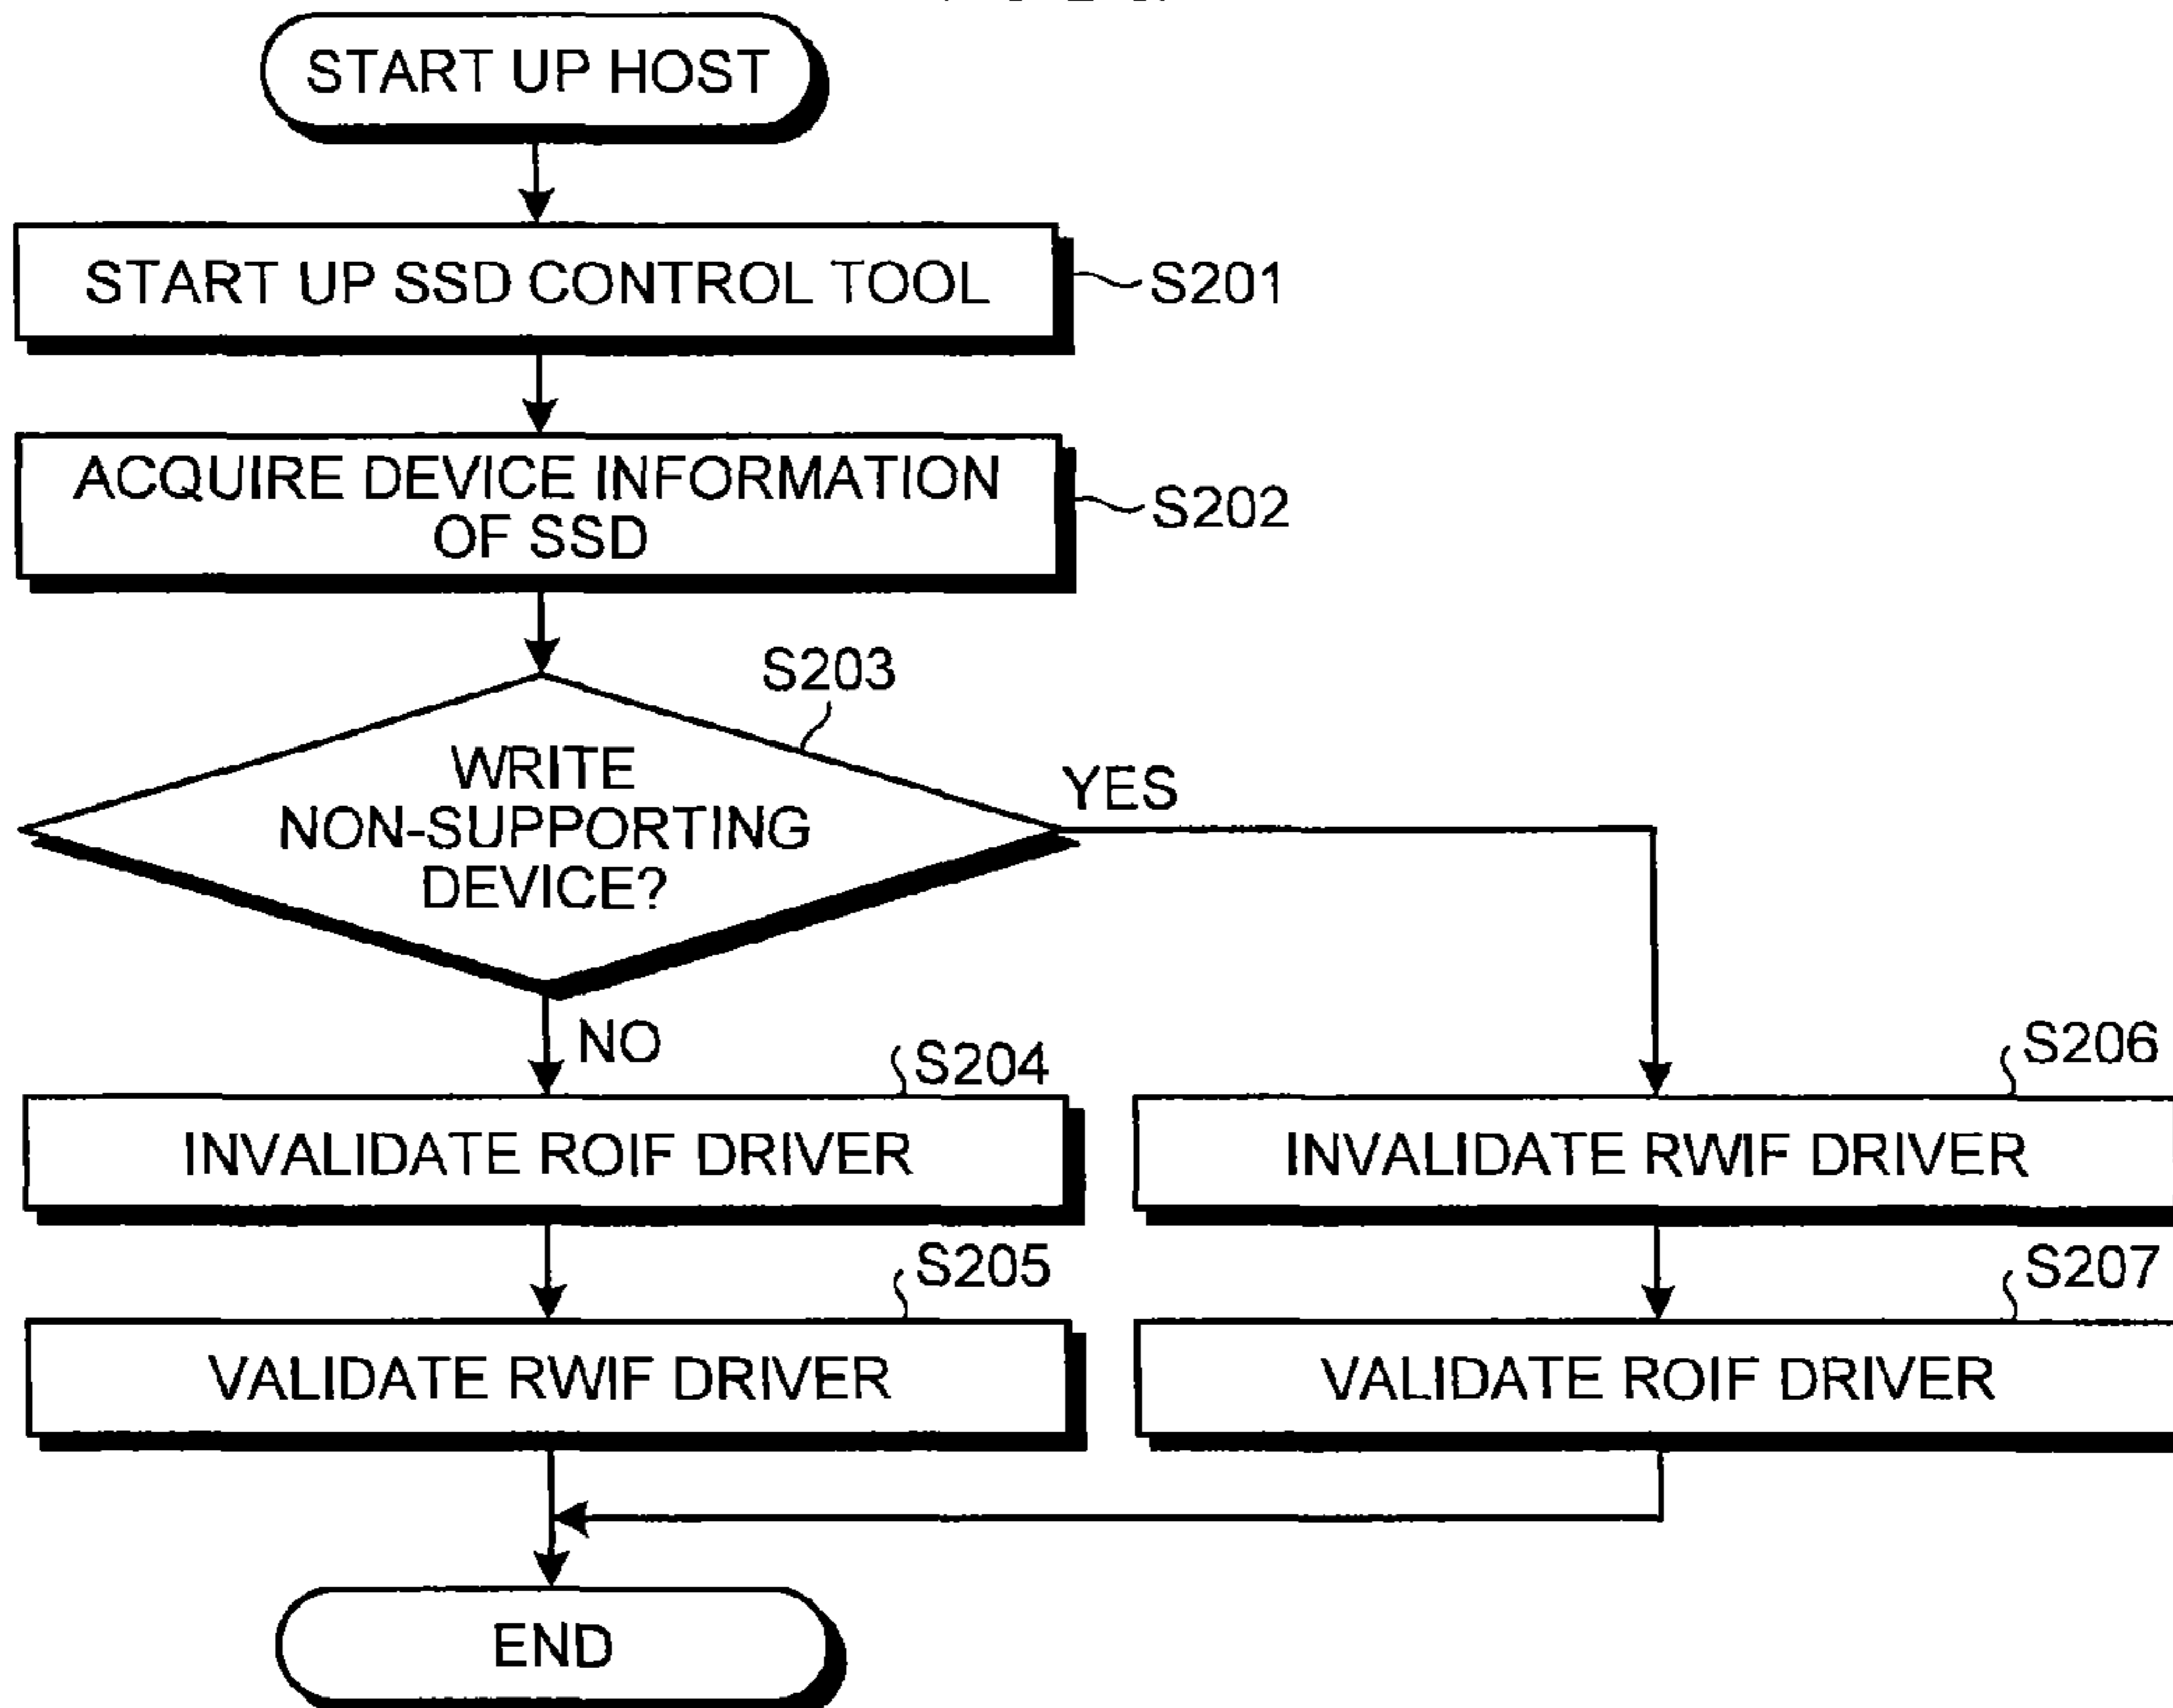 START UP HOST
START UP SSD CONTROL TOOL
S201
ACQUIRE DEVICE INFORMATION
OF SSD
S202
S203
WRITE
NON-SUPPORTING
DEVICE?
YES
NO
S204
S206
INVALIDATE ROIF DRIVER
INVALIDATE RWIF DRIVER
S205
S207
VALIDATE RWIF DRIVER
VALIDATE ROIF DRIVER
END